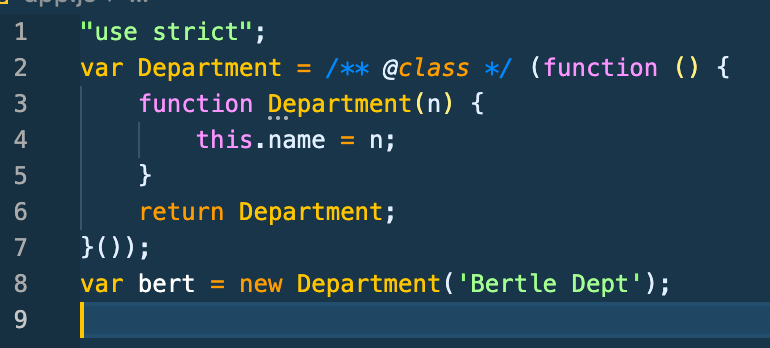 1 "use strict";
2 var Department = /** @class */ (function () {
3 function Department(n) {
4 this.name = n;
5 }
6 return Department;
7 }());
8 var bert = new Department('Bertle Dept');
9